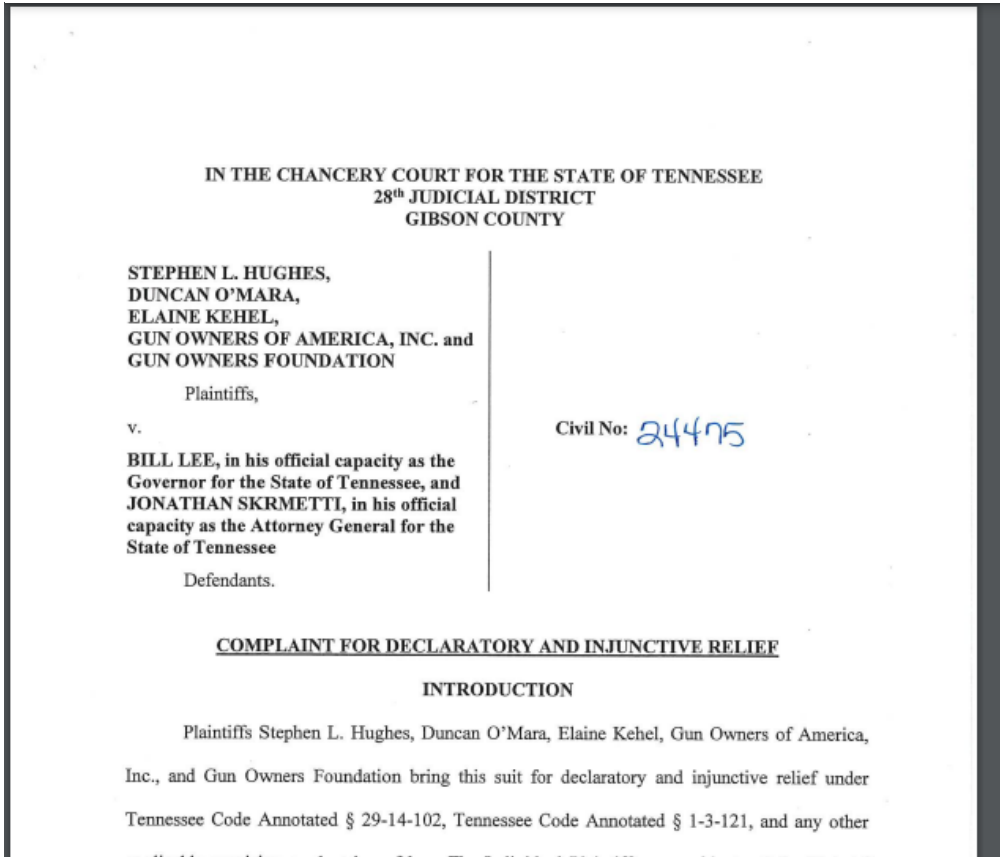 IN THE CHANCERY COURT FOR THE STATE OF TENNESSEE
28th JUDICIAL DISTRICT
GIBSON COUNTY
STEPHEN L. HUGHES,
DUNCAN O’MARA,
ELAINE KEHEL,
GUN OWNERS OF AMERICA, INC. and
GUN OWNERS FOUNDATION
Plaintiffs,
v.
BILL LEE, in his official capacity as the
Governor for the State of Tennessee, and
JONATHAN SKRMETTI, in his official
capacity as the Attorney General for the
State of Tennessee
Defendants.
Civil No: 24475
COMPLAINT FOR DECLARATORY AND INJUNCTIVE RELIEF
INTRODUCTION
Plaintiffs Stephen L. Hughes, Duncan O’Mara, Elaine Kehel, Gun Owners of America,
Inc., and Gun Owners Foundation bring this suit for declaratory and injunctive relief under
Tennessee Code Annotated § 29-14-102, Tennessee Code Annotated § 1-3-121, and any other